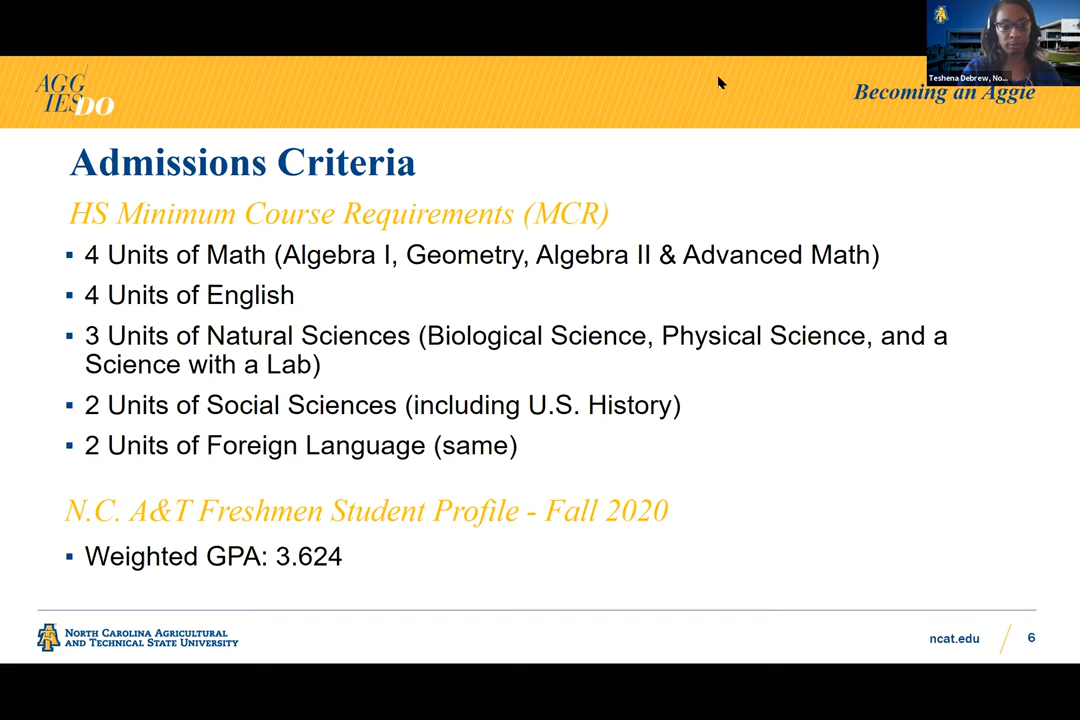 Teshena Debrew, No...
AGG
IES DO
Becoming an Aggie
Admissions Criteria
HS Minimum Course Requirements (MCR)
▪ 4 Units of Math (Algebra I, Geometry, Algebra II & Advanced Math)
▪ 4 Units of English
▪ 3 Units of Natural Sciences (Biological Science, Physical Science, and a
Science with a Lab)
▪ 2 Units of Social Sciences (including U.S. History)
▪ 2 Units of Foreign Language (same)
N.C. A&T Freshmen Student Profile - Fall 2020
▪ Weighted GPA: 3.624
NORTH CAROLINA AGRICULTURAL
AND TECHNICAL STATE UNIVERSITY
ncat.edu
6